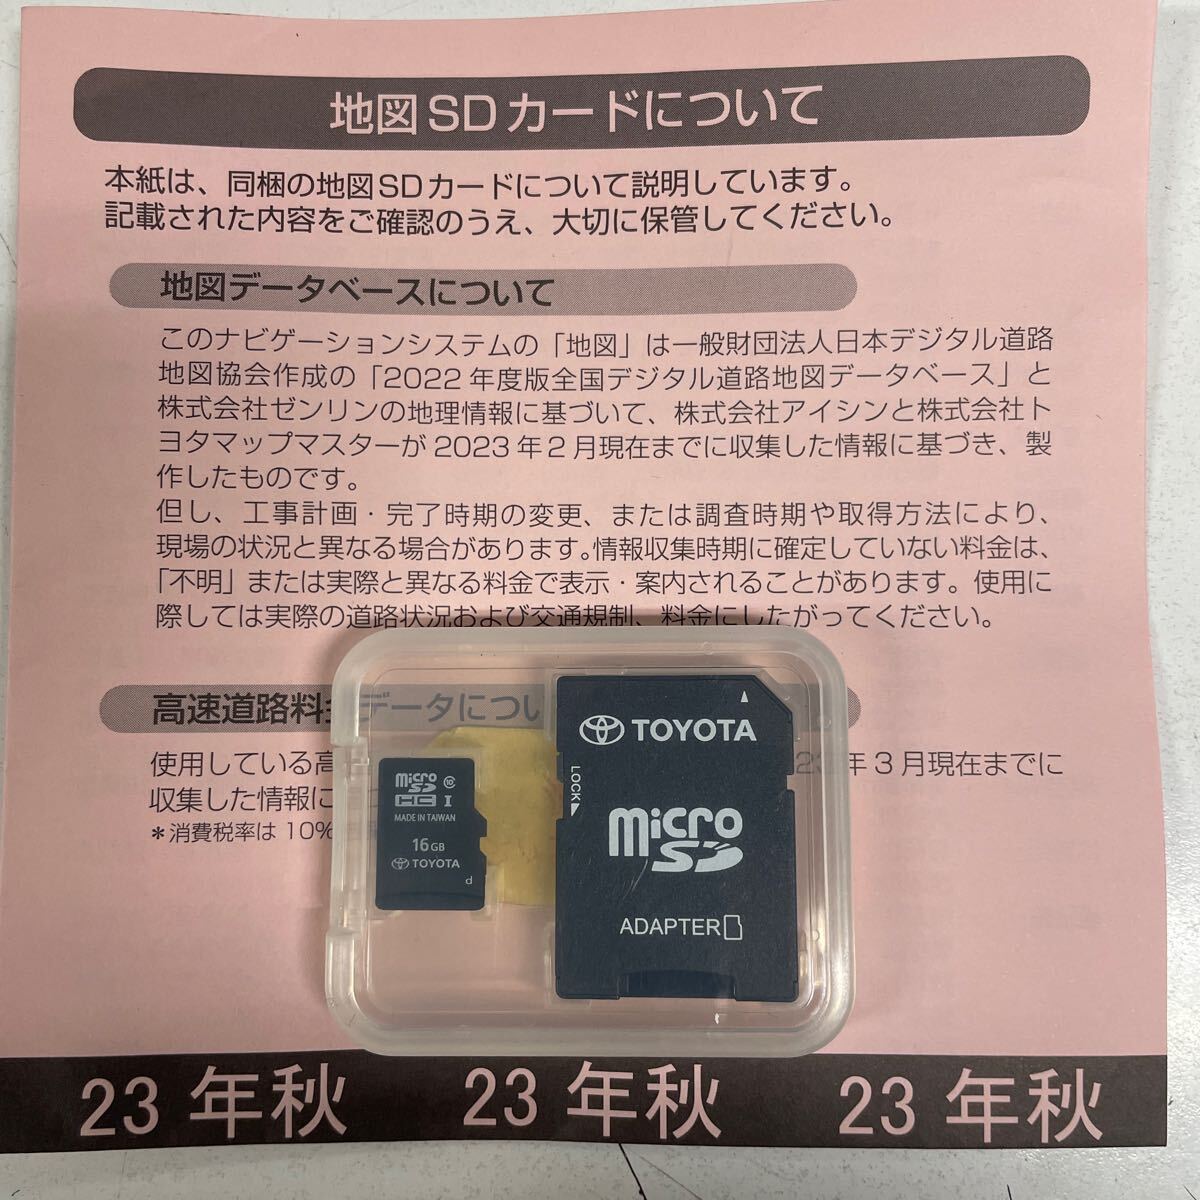 地図SDカードについて
本紙は、同梱の地図SDカードについて説明しています。
記載された内容をご確認のうえ、大切に保管してください。
地図データベースについて
このナビゲーションシステムの「地図」は一般財団法人日本デジタル道路
地図協会作成の「2022年度版全国デジタル道路地図データベース」と
株式会社ゼンリンの地理情報に基づいて、株式会社アイシンと株式会社ト
ヨタマップマスターが2023年2月現在までに収集した情報に基づき、製
作したものです。
但し、工事計画・完了時期の変更、または調査時期や取得方法により、
現場の状況と異なる場合があります。情報収集時期に確定していない料金は、
「不明」または実際と異なる料金で表示・案内されることがあります。使用に
際しては実際の道路状況および交通規制、料金にしたがってください。
高速道路料金データについ
使用している高 23年3月現在までに
収集した情報に
*消費税率は10%
micro SD HC I 10
MADE IN TAIWAN
16GB
TOYOTA
d
TOYOTA
LOCK
micro SD
ADAPTER
23年秋 23年秋 23年秋